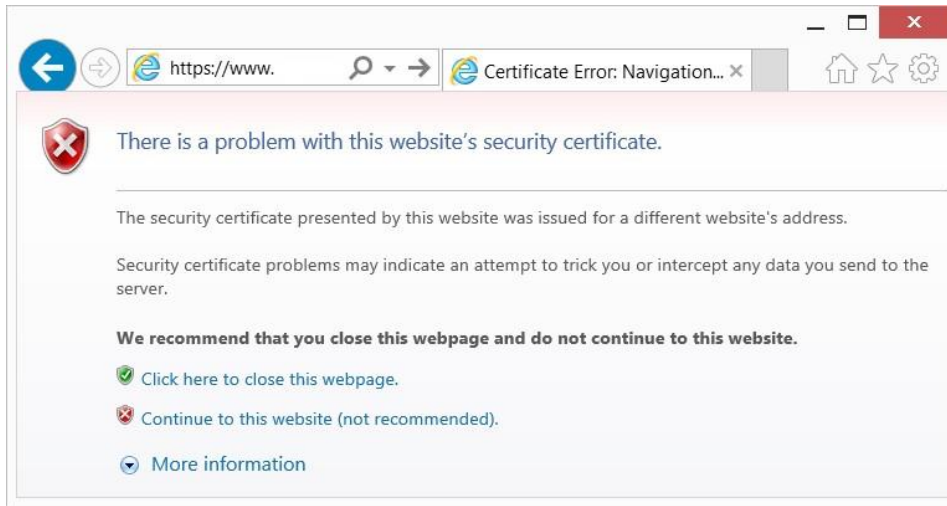 https://www.
Certificate Error: Navigation...
There is a problem with this website's security certificate.
The security certificate presented by this website was issued for a different website's address.
Security certificate problems may indicate an attempt to trick you or intercept any data you send to the
server.
We recommend that you close this webpage and do not continue to this website.
Click here to close this webpage.
Continue to this website (not recommended).
More information